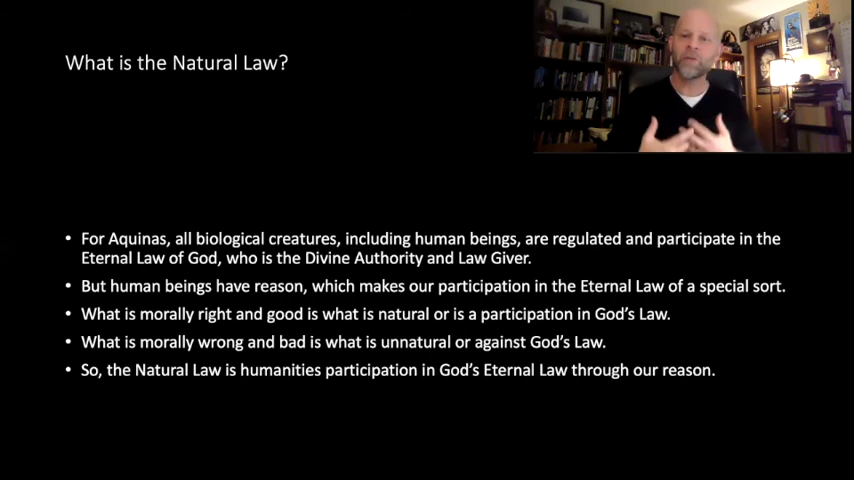 What is the Natural Law?
• For Aquinas, all biological creatures, including human beings, are regulated and participate in the
Eternal Law of God, who is the Divine Authority and Law Giver.
• But human beings have reason, which makes our participation in the Eternal Law of a special sort.
• What is morally right and good is what is natural or is a participation in God's Law.
• What is morally wrong and bad is what is unnatural or against God's Law.
• So, the Natural Law is humanities participation in God's Eternal Law through our reason.